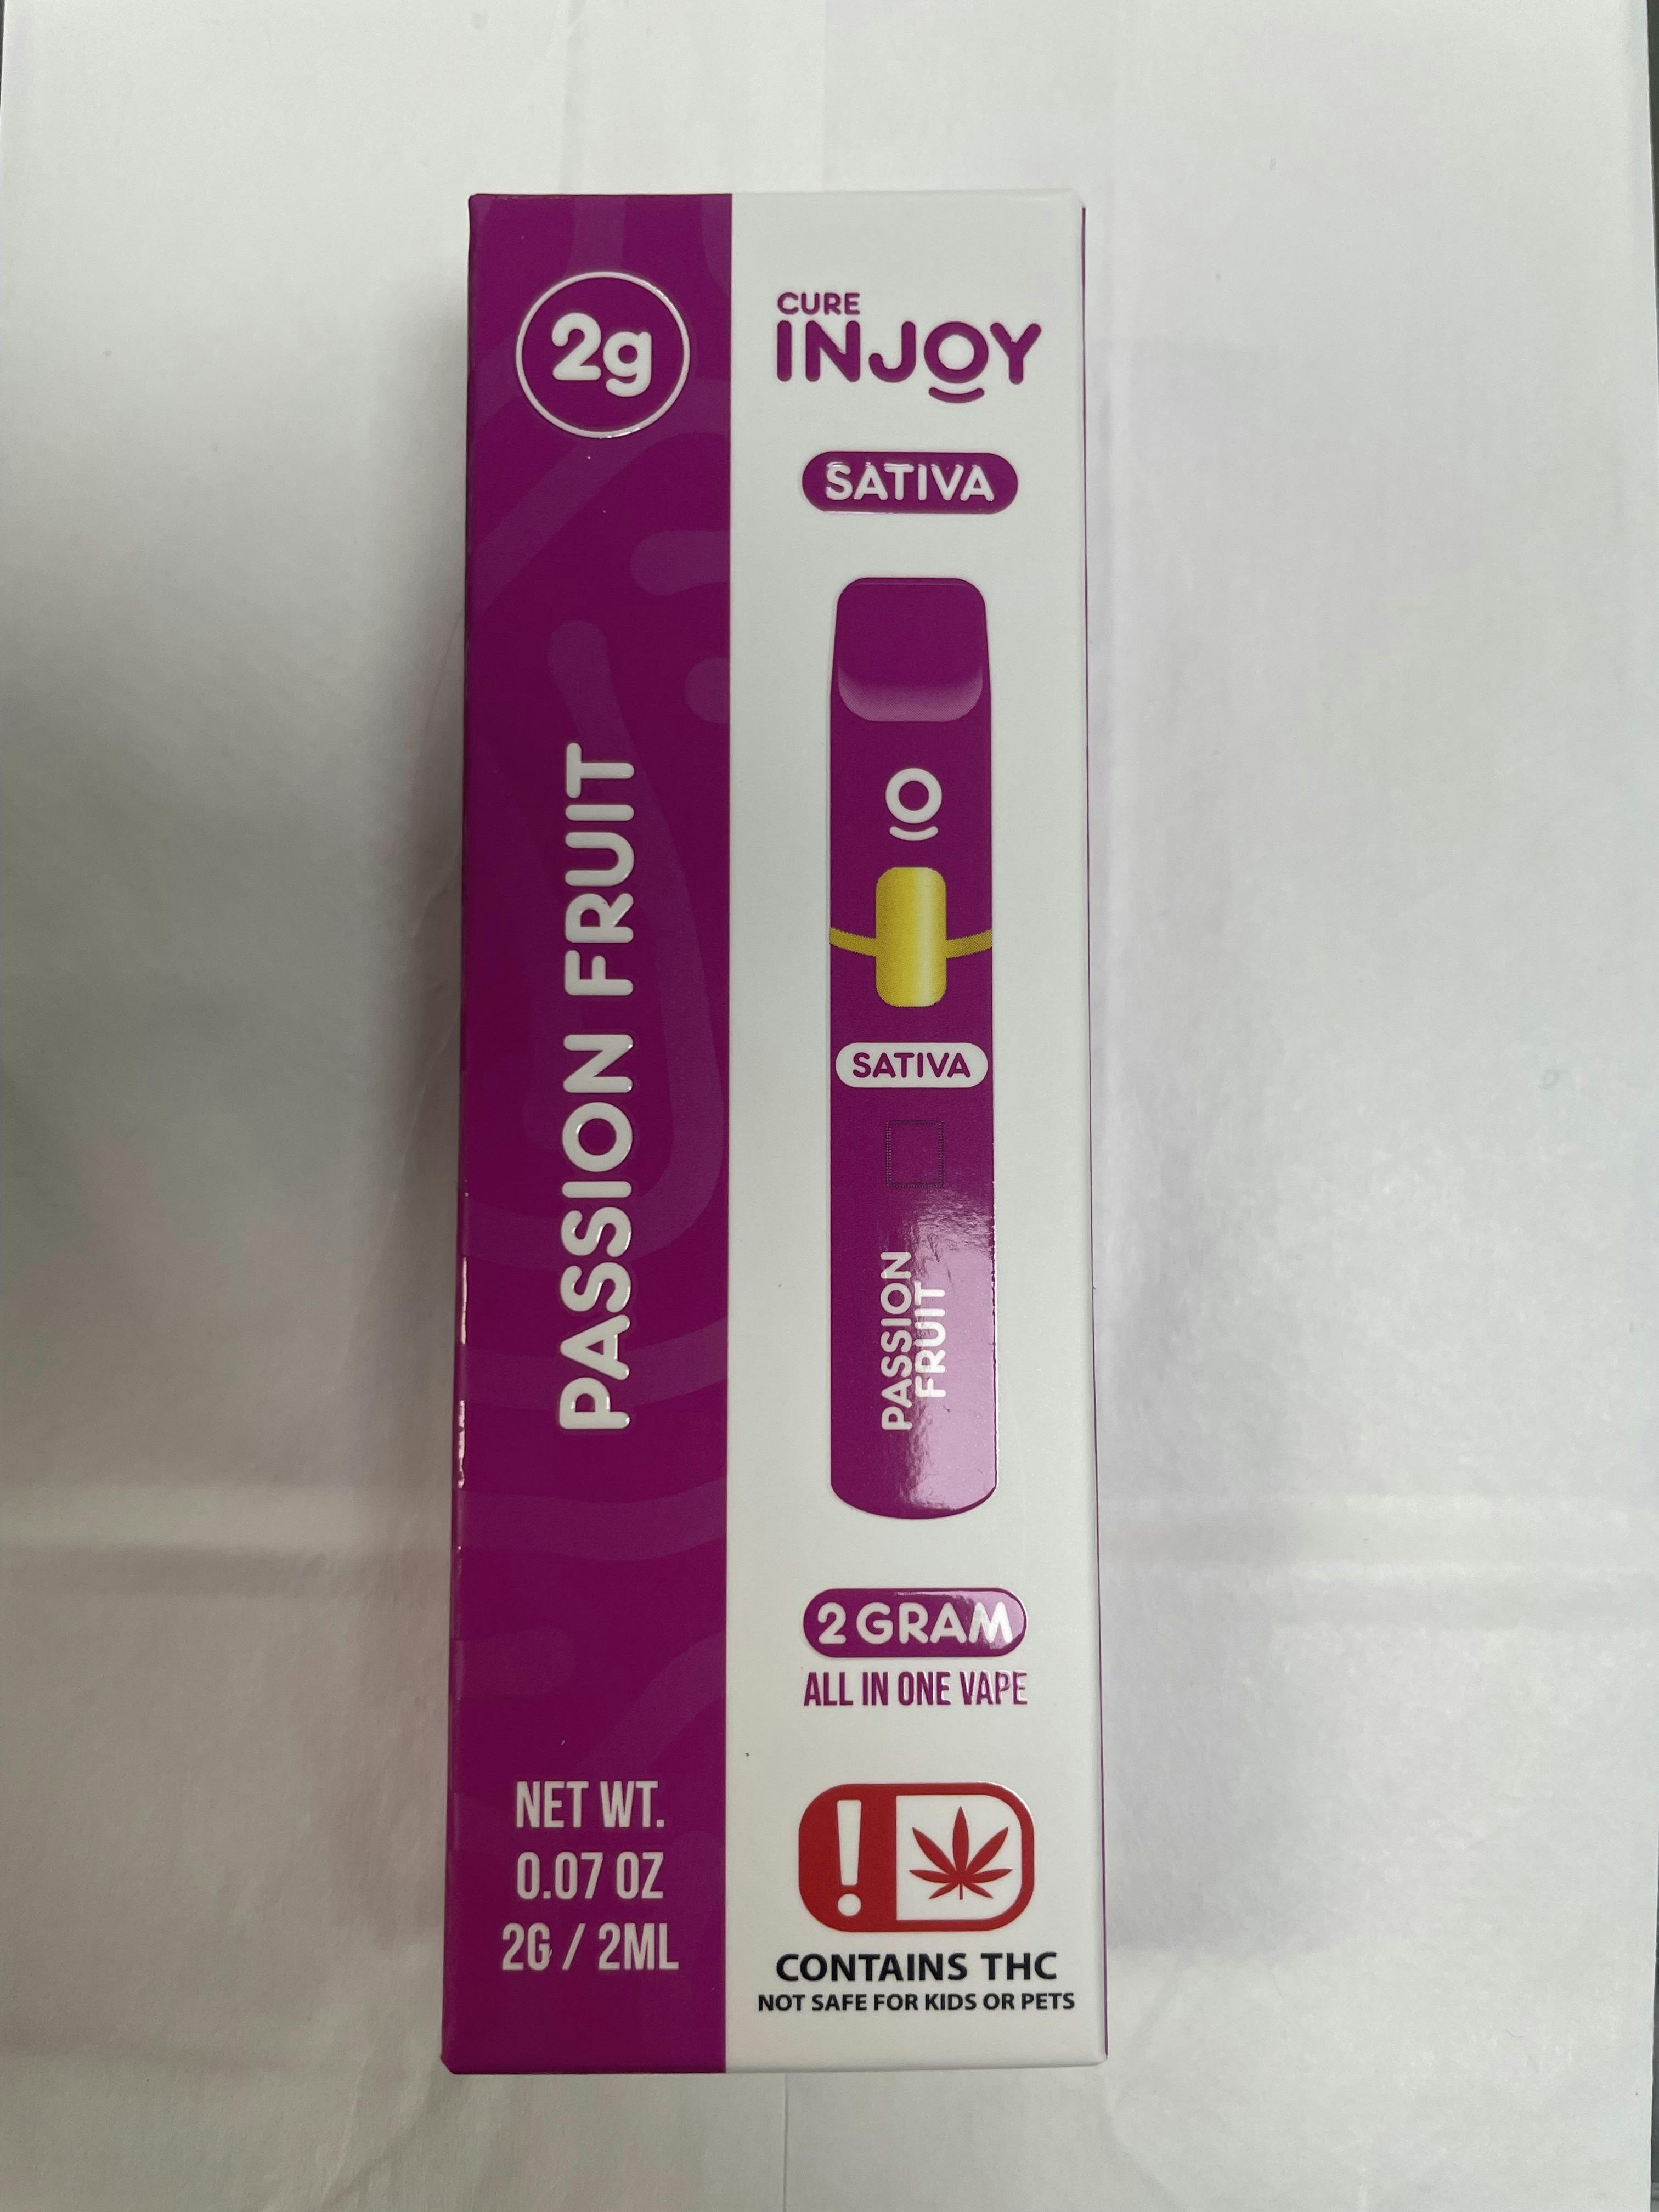 2g
PASSION FRUIT
NET WT.
0.07 OZ
2G / 2ML
CURE
INJOY
SATIVA
SATIVA
PASSION
FRUIT
2 GRAM
ALL IN ONE VAPE
!
CONTAINS THC
NOT SAFE FOR KIDS OR PETS